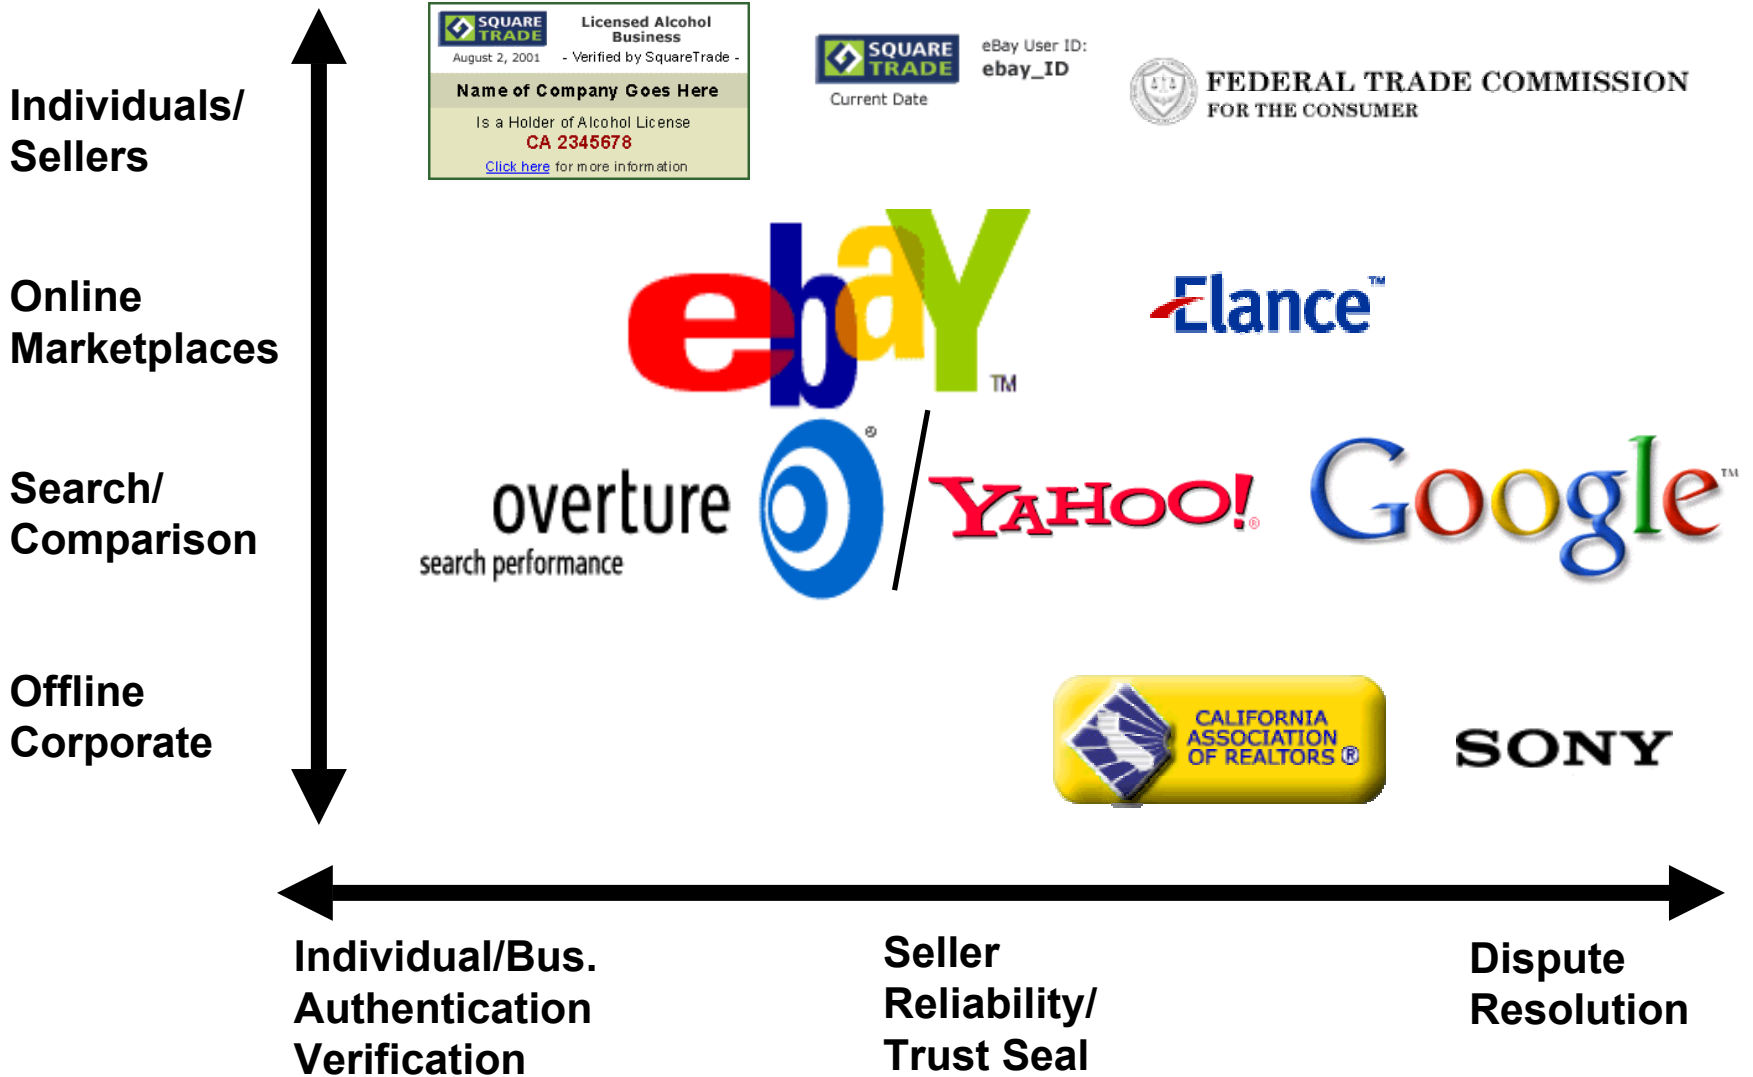 SQUARE
TRADE
August 2, 2001
Licensed Alcohol
Business
- Verified by SquareTrade -
Name of Company Goes Here
Is a Holder of Alcohol License
CA 2345678
Click here for more information
SQUARE
TRADE
Current Date
eBay User ID:
ebay_ID
FEDERAL TRADE COMMISSION
FOR THE CONSUMER
Individuals/
Sellers
ebaY TM
Elance TM
Online
Marketplaces
overture ®
search performance
YAHOO! ®
Google TM
Search/
Comparison
CALIFORNIA
ASSOCIATION
OF REALTORS ®
SONY
Offline
Corporate
Individual/Bus.
Authentication
Verification
Seller
Reliability/
Trust Seal
Dispute
Resolution